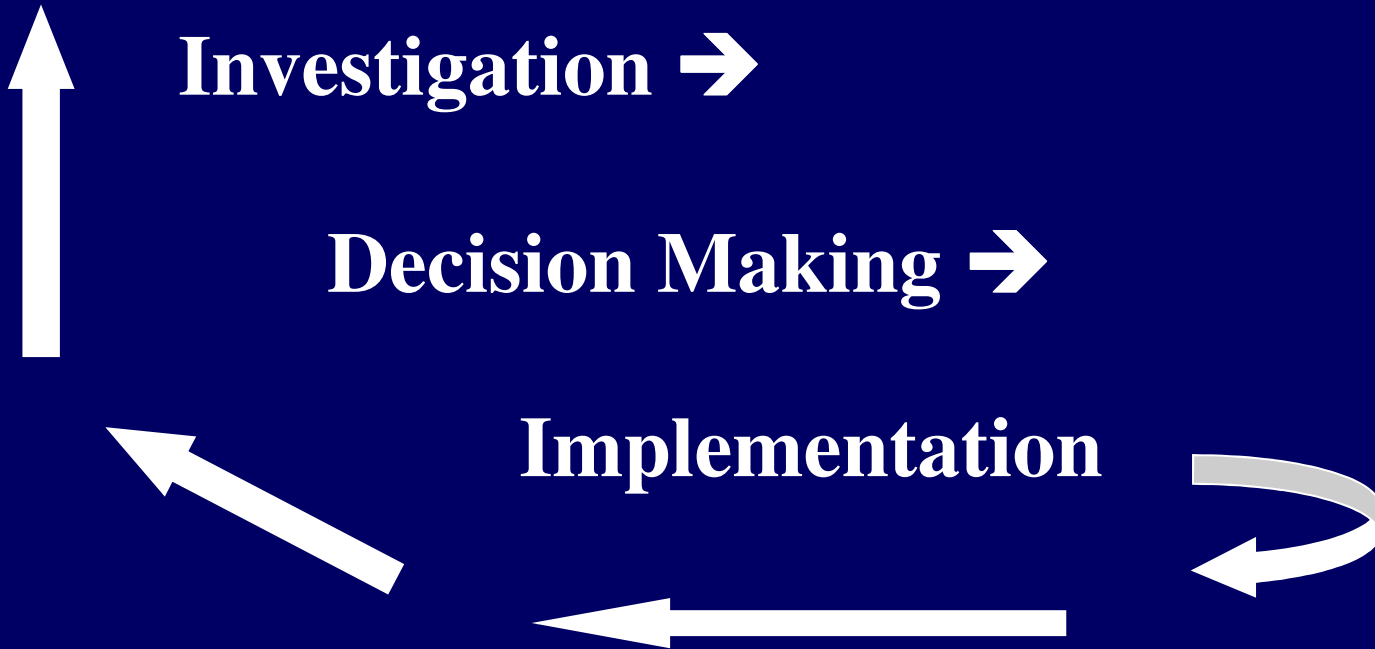 Investigation ➔
Decision Making ➔
Implementation